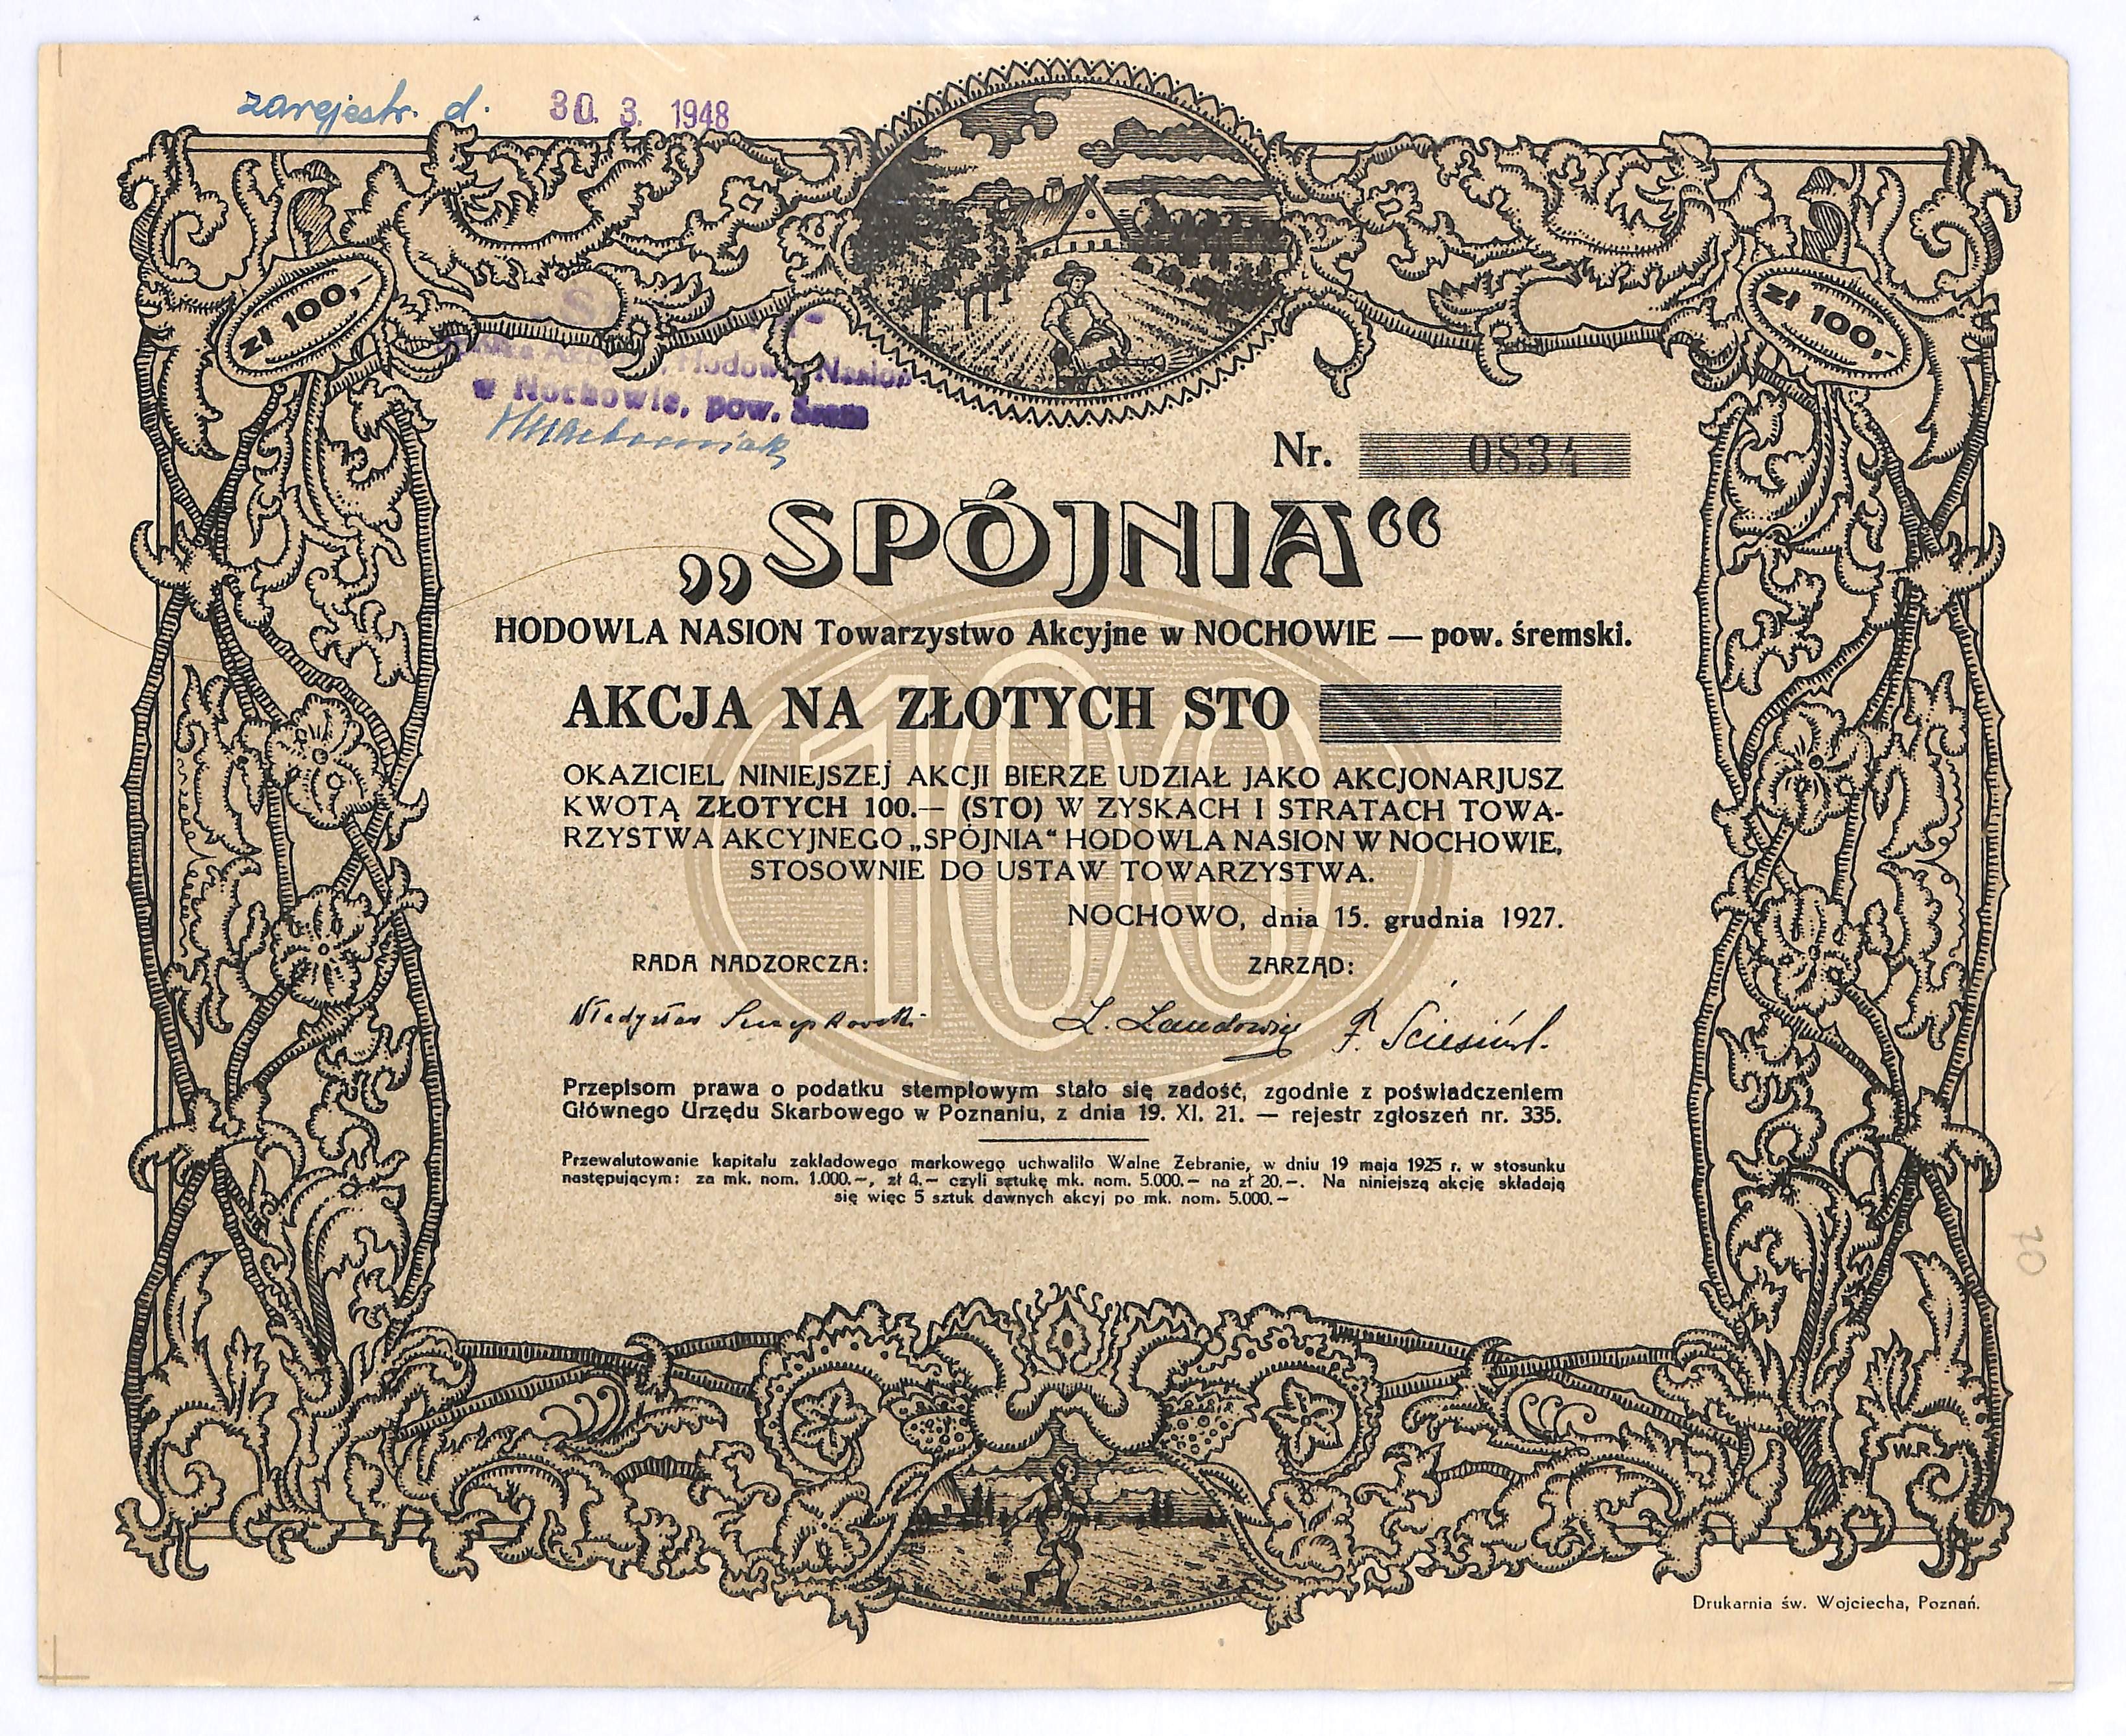 zarejestr. d. 30. 3. 1948
zł 100,-
zł 100,-
Hodowla Nasion
w Nochowie, pow. Śrem
Nr. 0834
„SPÓJNIA“
HODOWLA NASION Towarzystwo Akcyjne w NOCHOWIE — pow. śremski.
AKCJA NA ZŁOTYCH STO
100
OKAZICIEL NINIEJSZEJ AKCJI BIERZE UDZIAŁ JAKO AKCJONARJUSZ
KWOTĄ ZŁOTYCH 100.— (STO) W ZYSKACH I STRATACH TOWA-
RZYSTWA AKCYJNEGO „SPÓJNIA“ HODOWLA NASION W NOCHOWIE,
STOSOWNIE DO USTAW TOWARZYSTWA.
NOCHOWO, dnia 15. grudnia 1927.
RADA NADZORCZA: ZARZĄD:
Władysław
Przepisom prawa o podatku stemplowym stało się zadość, zgodnie z poświadczeniem
Głównego Urzędu Skarbowego w Poznaniu, z dnia 19. XI. 21. — rejestr zgłoszeń nr. 335.
Przewalutowanie kapitału zakładowego markowego uchwaliło Walne Zebranie, w dniu 19 maja 1925 r. w stosunku
następującym: za mk. nom. 1.000.—, zł 4.— czyli sztukę mk. nom. 5.000.— na zł 20.—. Na niniejszą akcję składają
się więc 5 sztuk dawnych akcyj po mk. nom. 5.000.—
70
W.R.
Drukarnia św. Wojciecha, Poznań.